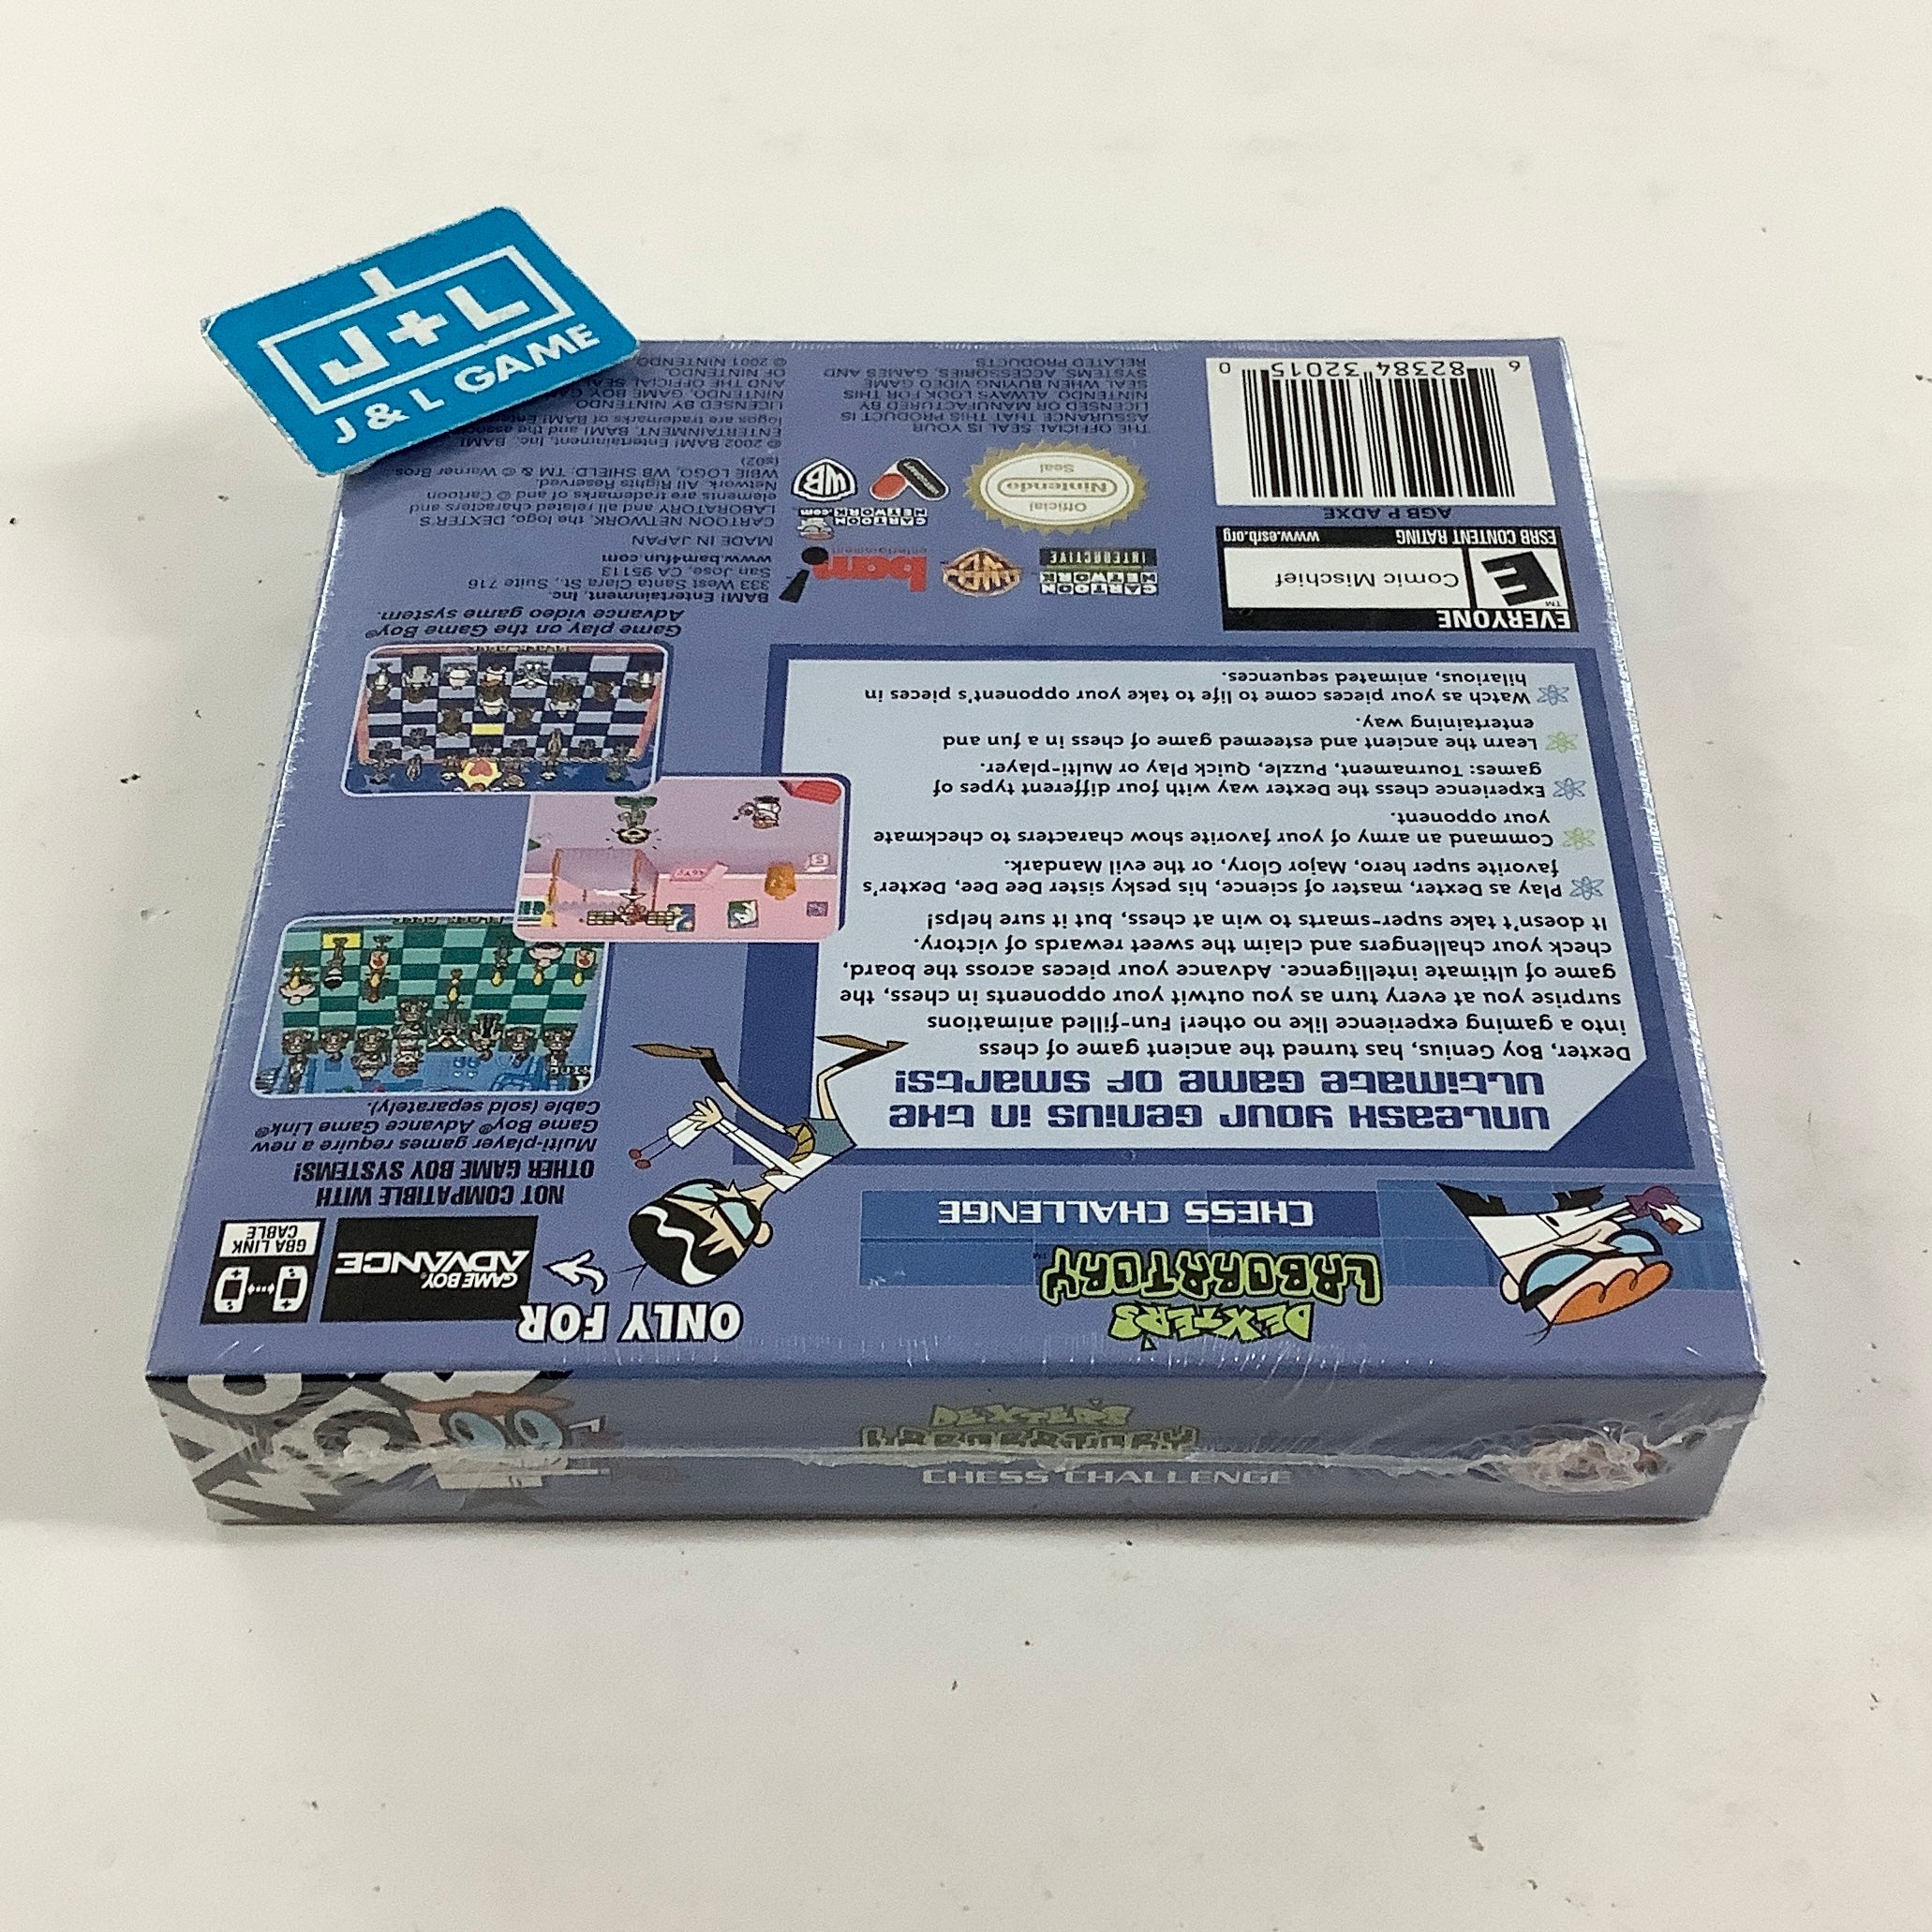 J+L
J & L GAME
DEXTER'S
LABORATORY™
CHESS CHALLENGE
ONLY FOR
GAME BOY
ADVANCE
GBA LINK
CABLE
NOT COMPATIBLE WITH
OTHER GAME BOY SYSTEMS!
Multi-player games require a new
Game Boy® Advance Game Link®
Cable (sold separately).
unleash your genius in the
ultimate game of smarts!
Dexter, Boy Genius, has turned the ancient game of chess
into a gaming experience like no other! Fun-filled animations
surprise you at every turn as you outwit your opponents in chess, the
game of ultimate intelligence. Advance your pieces across the board,
check your challengers and claim the sweet rewards of victory.
It doesn't take super-smarts to win at chess, but it sure helps!
Play as Dexter, master of science, his pesky sister Dee Dee, Dexter's
favorite super hero, Major Glory, or the evil Mandark.
Command an army of your favorite show characters to checkmate
your opponent.
Experience chess the Dexter way with four different types of
games: Tournament, Puzzle, Quick Play or Multi-player.
Learn the ancient and esteemed game of chess in a fun and
entertaining way.
Watch as your pieces come to life to take your opponent's pieces in
hilarious, animated sequences.
Game play on the Game Boy®
Advance video game system.
EVERYONE
E™
Comic Mischief
ESRB CONTENT RATING www.esrb.org
AGB P ADXE
6 82384 32015 0
CARTOON
NETWORK
INTERACTIVE
WB
bam!
entertainment
CARTOON
NETWORK
.com
WB
Official
Nintendo
Seal
THE OFFICIAL SEAL IS YOUR
ASSURANCE THAT THIS PRODUCT IS
LICENSED OR MANUFACTURED BY
NINTENDO. ALWAYS LOOK FOR THIS
SEAL WHEN BUYING VIDEO GAME
SYSTEMS, ACCESSORIES, GAMES AND
RELATED PRODUCTS
BAM! Entertainment, Inc.
333 West Santa Clara St., Suite 716
San Jose, CA 95113
www.bam4fun.com
MADE IN JAPAN
CARTOON NETWORK, the logo, DEXTER'S
LABORATORY and all related characters and
elements are trademarks of and © Cartoon
Network. All Rights Reserved.
WBIE LOGO, WB SHIELD: TM & © Warner Bros.
(s02)
© 2002 BAM! Entertainment, Inc. BAM!
ENTERTAINMENT, BAM! and the
logos are trademarks of BAM! Ente
LICENSED BY NINTENDO.
NINTENDO, GAME BOY, GA
AND THE OFFICIAL SEAL
OF NINTENDO.
© 2001 NINTENDO.
DEXTER'S
LABORATORY
CHESS CHALLENGE